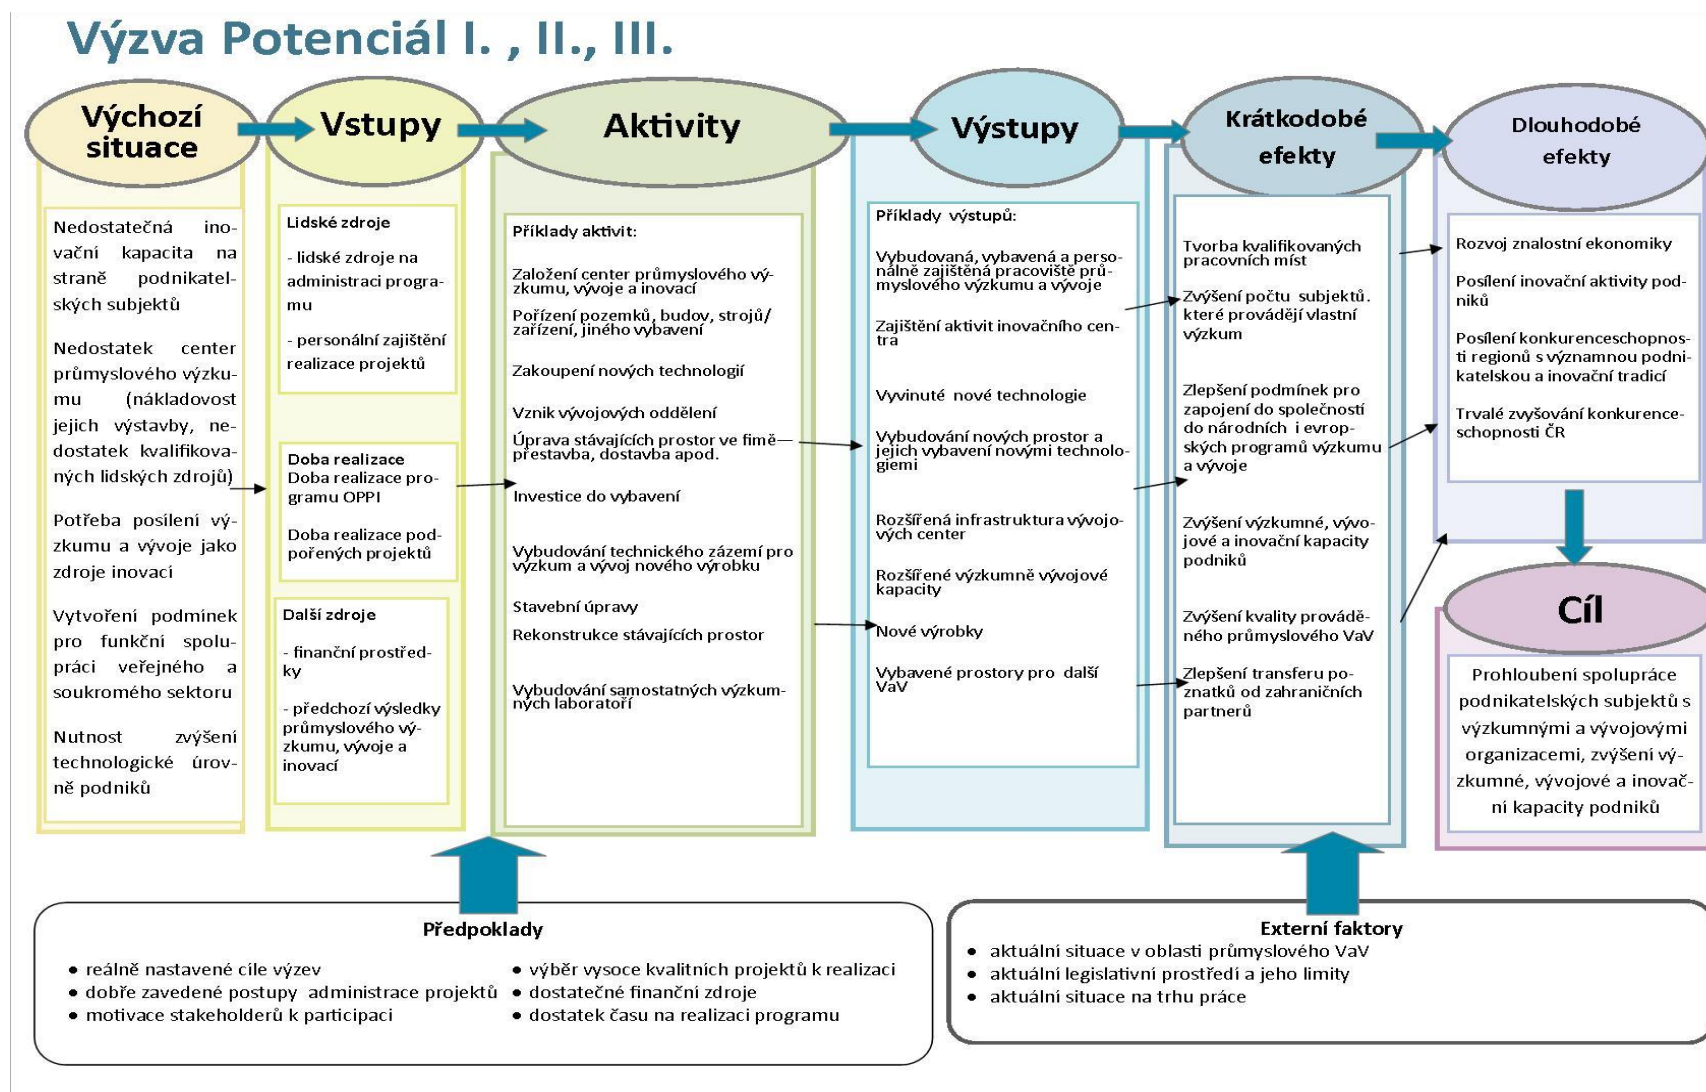 Výzva Potenciál I. , II., III.
Výchozí
situace
Vstupy
Aktivity
Výstupy
Krátkodobé
efekty
Dlouhodobé
efekty
Nedostatečná ino-
vační kapacita na
straně podnikatel-
ských subjektů
Nedostatek center
průmyslového výzku-
mu (nákladovost
jejich výstavby, ne-
dostatek kvalifikova-
ných lidských zdrojů)
Potřeba posílení vý-
zkumu a vývoje jako
zdroje inovací
Vytvoření podmínek
pro funkční spolu-
práci veřejného a
soukromého sektoru
Nutnost zvýšení
technologické úrov-
ně podniků
Lidské zdroje
- lidské zdroje na
administraci progra-
mu
- personální zajištění
realizace projektů
Doba realizace
Doba realizace pro-
gramu OPPI
Doba realizace pod-
pořených projektů
Další zdroje
- finanční prostřed-
ky
- předchozí výsledky
průmyslového vý-
zkumu, vývoje a
inovací
Příklady aktivit:
Založení center průmyslového vý-
zkumu, vývoje a inovací
Pořízení pozemků, budov, strojů/
zařízení, jiného vybavení
Zakoupení nových technologií
Vznik vývojových oddělení
Úprava stávajících prostor ve fimě—
přestavba, dostavba apod.
Investice do vybavení
Vybudování technického zázemí pro
výzkum a vývoj nového výrobku
Stavební úpravy
Rekonstrukce stávajících prostor
Vybudování samostatných výzkum-
ných laboratoří
Příklady výstupů:
Vybudovaná, vybavená a perso-
nálně zajištěná pracoviště prů-
myslového výzkumu a vývoje
Zajištění aktivit inovačního cen-
tra
Vyvinuté nové technologie
Vybudování nových prostor a
jejich vybavení novými technolo-
giemi
Rozšířená infrastruktura vývojo-
vých center
Rozšířené výzkumně vývojové
kapacity
Nové výrobky
Vybavené prostory pro další
VaV
Tvorba kvalifikovaných
pracovních míst
Zvýšení počtu subjektů.
které provádějí vlastní
výzkum
Zlepšení podmínek pro
zapojení do společností
do národních i evrop-
ských programů výzkumu
a vývoje
Zvýšení výzkumné, vývo-
jové a inovační kapacity
podniků
Zvýšení kvality prová-
děného průmyslového VaV
Zlepšení transferu po-
znatků od zahraničních
partnerů
Rozvoj znalostní ekonomiky
Posílení inovační aktivity pod-
niků
Posílení konkurenceschopnos-
ti regionů s významnou podni-
katelskou a inovační tradicí
Trvalé zvyšování konkurence-
schopnosti ČR
Cíl
Prohloubení spolupráce
podnikatelských subjektů s
výzkumnými a vývojovými
organizacemi, zvýšení vý-
zkumné, vývojové a inovač-
ní kapacity podniků
Předpoklady
● reálně nastavené cíle výzev
● dobře zavedené postupy administrace projektů
● motivace stakeholderů k participaci
● výběr vysoce kvalitních projektů k realizaci
● dostatečné finanční zdroje
● dostatek času na realizaci programu
Externí faktory
● aktuální situace v oblasti průmyslového VaV
● aktuální legislativní prostředí a jeho limity
● aktuální situace na trhu práce